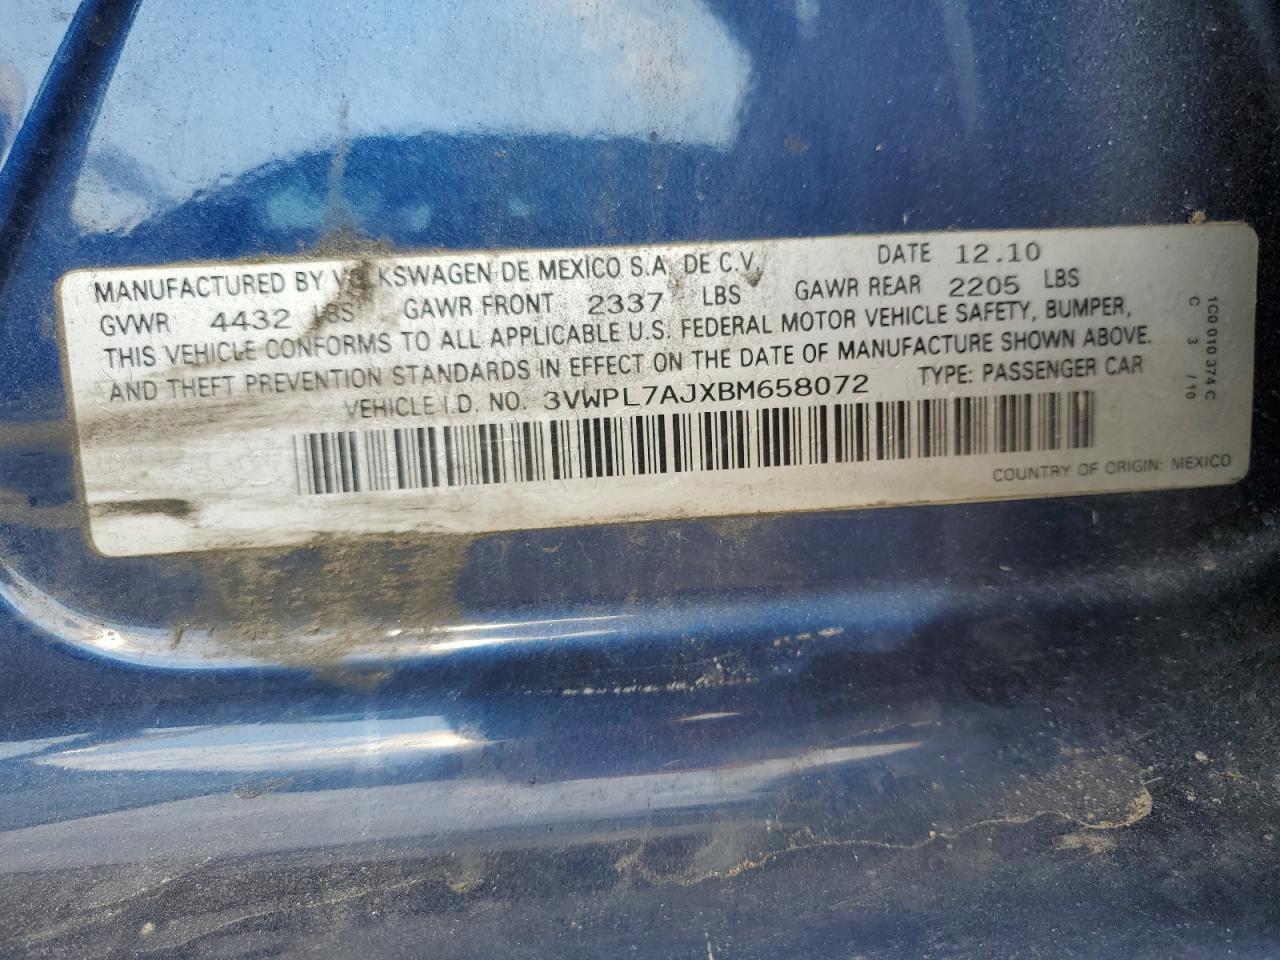 MANUFACTURED BY KSWAGEN DE MEXICO S.A. DE C.V. DATE 12.10
GVWR 4432 LBS GAWR FRONT 2337 LBS GAWR REAR 2205 LBS
THIS VEHICLE CONFORMS TO ALL APPLICABLE U.S. FEDERAL MOTOR VEHICLE SAFETY, BUMPER,
AND THEFT PREVENTION STANDARDS IN EFFECT ON THE DATE OF MANUFACTURE SHOWN ABOVE.
VEHICLE I.D. NO. 3VWPL7AJXBM658072 TYPE: PASSENGER CAR
COUNTRY OF ORIGIN: MEXICO
1C0 010 374 C
C 3 / 10